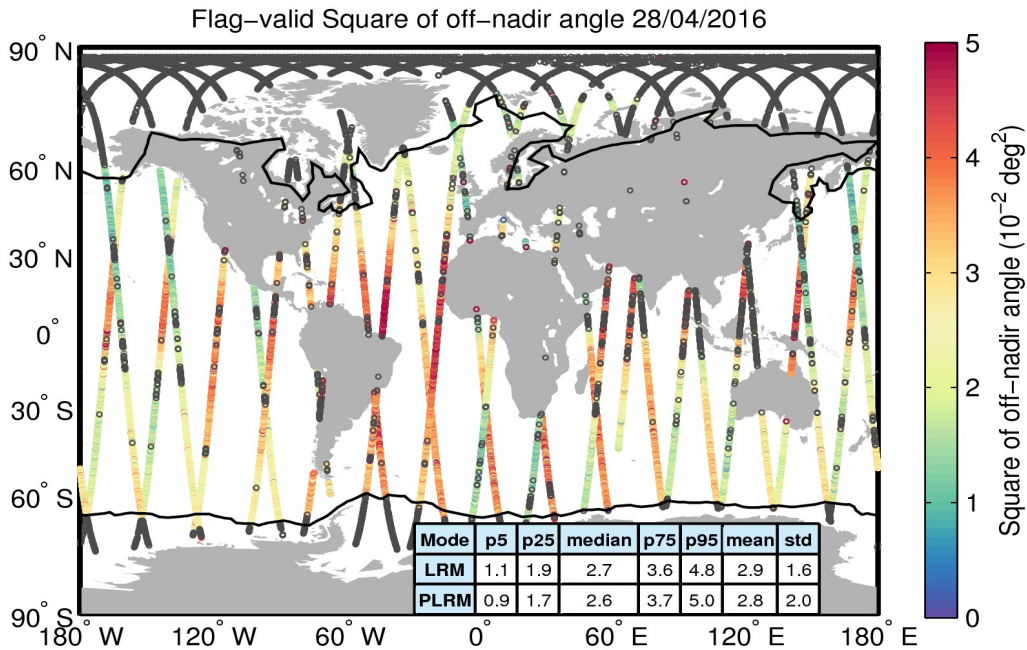 Flag−valid Square of off−nadir angle 28/04/2016
90° N
60° N
30° N
0°
30° S
60° S
90° S
180° W
120° W
60° W
0°
60° E
120° E
180° E
Mode p5 p25 median p75 p95 mean std
LRM 1.1 1.9 2.7 3.6 4.8 2.9 1.6
PLRM 0.9 1.7 2.6 3.7 5.0 2.8 2.0
5
4
3
2
1
0
Square of off−nadir angle (10⁻² deg²)